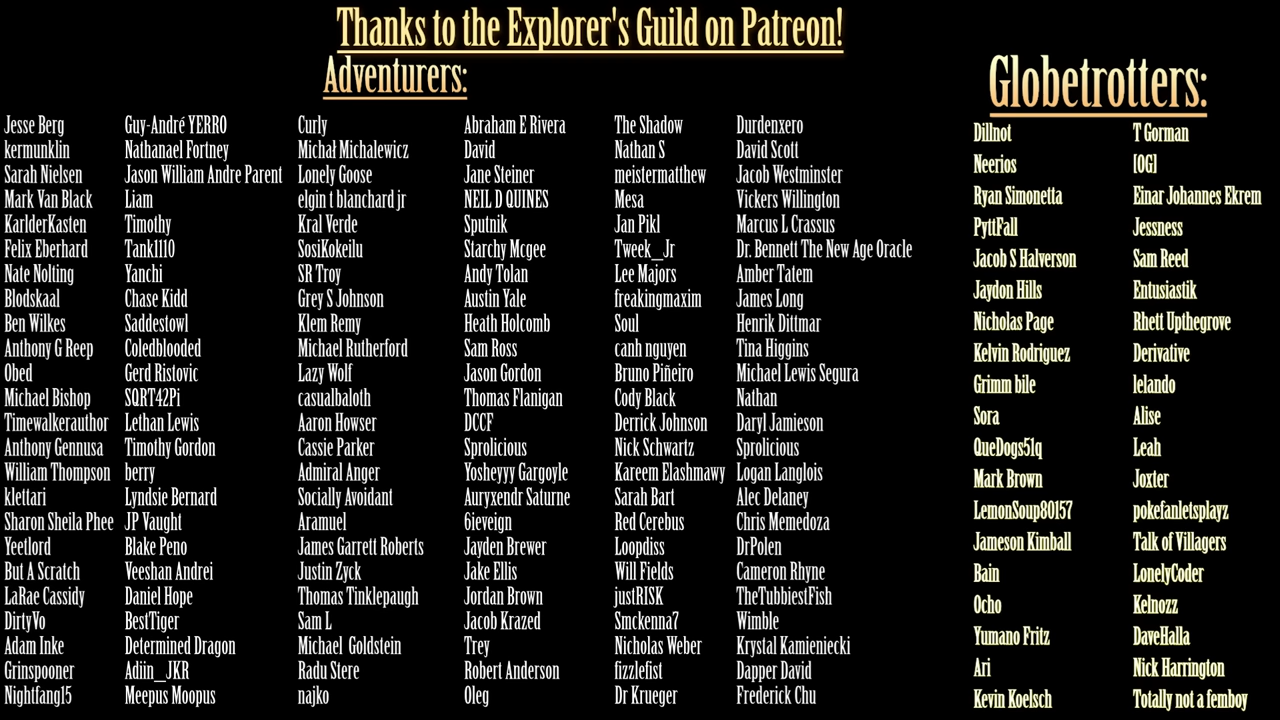 Thanks to the Explorer's Guild on Patreon!
Adventurers:
Jesse Berg
kermunklin
Sarah Nielsen
Mark Van Black
KarlderKasten
Felix Eberhard
Nate Nolting
Blodskaal
Ben Wilkes
Anthony G Reep
Obed
Michael Bishop
Timewalkerauthor
Anthony Gennusa
William Thompson
klettari
Sharon Sheila Phee
Yeetlord
But A Scratch
LaRae Cassidy
DirtyVo
Adam Inke
Grinspooner
Nightfang15
Guy-André YERRO
Nathanael Fortney
Jason William Andre Parent
Liam
Timothy
Tank1110
Yanchi
Chase Kidd
Saddestowl
Coledblooded
Gerd Ristovic
SQRT42Pi
Lethan Lewis
Timothy Gordon
berry
Lyndsie Bernard
JP Vaught
Blake Peno
Veeshan Andrei
Daniel Hope
BestTiger
Determined Dragon
Adiin_JKR
Meepus Moopus
Curly
Michał Michalewicz
Lonely Goose
elgin t blanchard jr
Kral Verde
SosiKokeilu
SR Troy
Grey S Johnson
Klem Remy
Michael Rutherford
Lazy Wolf
casualbaloth
Aaron Howser
Cassie Parker
Admiral Anger
Socially Avoidant
Aramuel
James Garrett Roberts
Justin Zyck
Thomas Tinklepaugh
Sam L
Michael  Goldstein
Radu Stere
najko
Abraham E Rivera
David
Jane Steiner
NEIL D QUINES
Sputnik
Starchy Mcgee
Andy Tolan
Austin Yale
Heath Holcomb
Sam Ross
Jason Gordon
Thomas Flanigan
DCCF
Sprolicious
Yosheyyy Gargoyle
Auryxendr Saturne
6ieveign
Jayden Brewer
Jake Ellis
Jordan Brown
Jacob Krazed
Trey
Robert Anderson
Oleg
The Shadow
Nathan S
meistermatthew
Mesa
Jan Pikl
Tweek_Jr
Lee Majors
freakingmaxim
Soul
canh nguyen
Bruno Piñeiro
Cody Black
Derrick Johnson
Nick Schwartz
Kareem Elashmawy
Sarah Bart
Red Cerebus
Loopdiss
Will Fields
justRISK
Smckenna7
Nicholas Weber
fizzlefist
Dr Krueger
Durdenxero
David Scott
Jacob Westminster
Vickers Willington
Marcus L Crassus
Dr. Bennett The New Age Oracle
Amber Tatem
James Long
Henrik Dittmar
Tina Higgins
Michael Lewis Segura
Nathan
Daryl Jamieson
Sprolicious
Logan Langlois
Alec Delaney
Chris Memedoza
DrPolen
Cameron Rhyne
TheTubbiestFish
Wimble
Krystal Kamieniecki
Dapper David
Frederick Chu
Globetrotters:
Dillnot
Neerios
Ryan Simonetta
PyttFall
Jacob S Halverson
Jaydon Hills
Nicholas Page
Kelvin Rodriguez
Grimm bile
Sora
QueDogs51q
Mark Brown
LemonSoup80157
Jameson Kimball
Bain
Ocho
Yumano Fritz
Ari
Kevin Koelsch
T Gorman
[OG]
Einar Johannes Ekrem
Jessness
Sam Reed
Entusiastik
Rhett Upthegrove
Derivative
lelando
Alise
Leah
Joxter
pokefanletsplayz
Talk of Villagers
LonelyCoder
Kelnozz
DaveHalla
Nick Harrington
Totally not a femboy